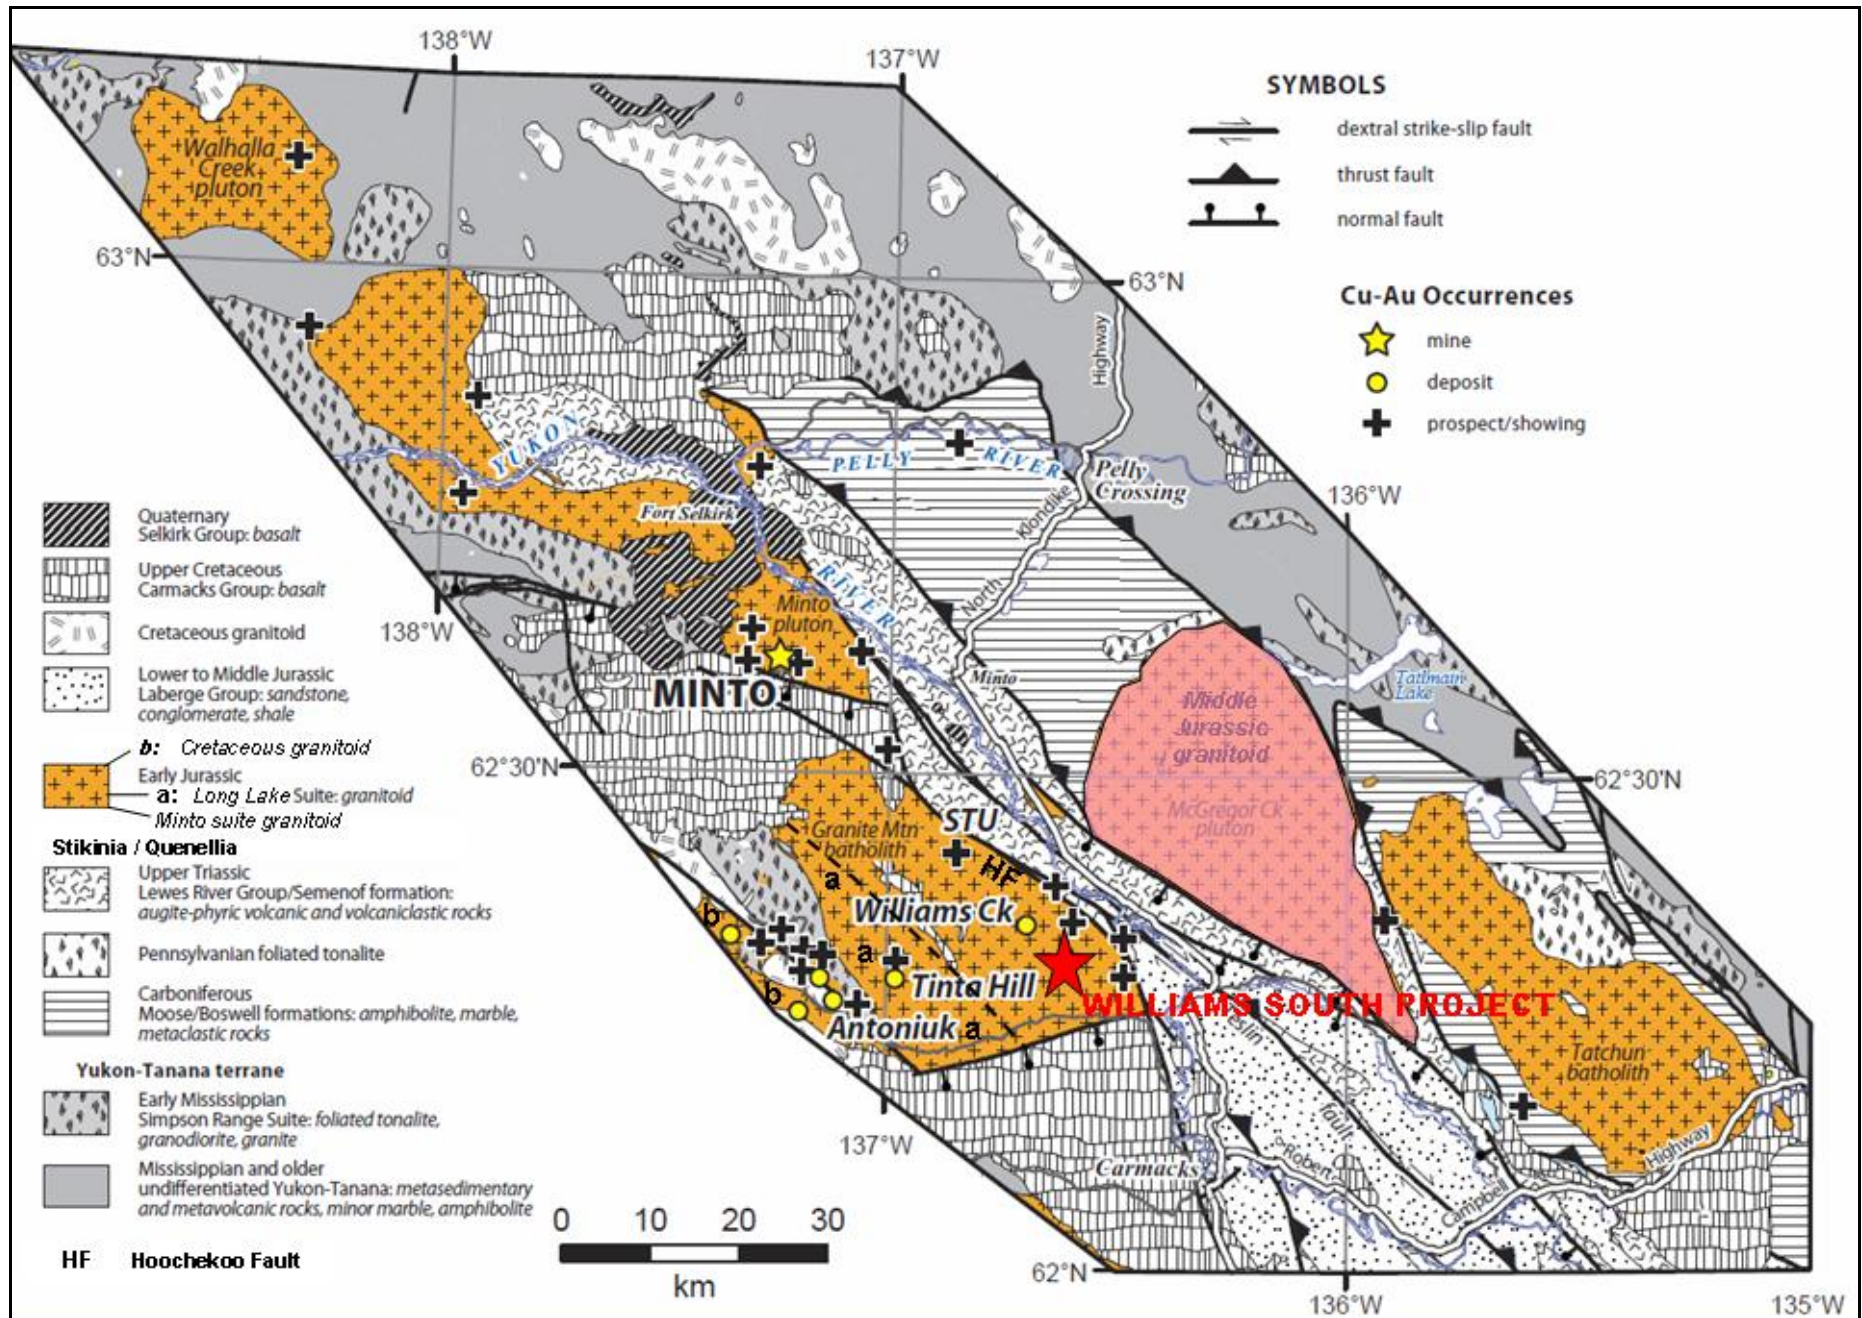 138°W
137°W
SYMBOLS
dextral strike-slip fault
thrust fault
normal fault
Walhalla
Creek
pluton
63°N
63°N
Cu-Au Occurrences
mine
deposit
prospect/showing
Highway
YUKON
PELLY RIVER
Pelly
Crossing
136°W
Fort Selkirk
Klondike
RIVER
North
Minto
pluton
138°W
MINTO
Minto
Tatlmain
Lake
Middle
Jurassic
granitoid
McGregor Ck
pluton
62°30'N
62°30'N
Quaternary
Selkirk Group: basalt
Upper Cretaceous
Carmacks Group: basalt
Cretaceous granitoid
Lower to Middle Jurassic
Laberge Group: sandstone,
conglomerate, shale
b: Cretaceous granitoid
Early Jurassic
a: Long Lake Suite: granitoid
Minto suite granitoid
Stikinia / Quenellia
Upper Triassic
Lewes River Group/Semenof formation:
augite-phyric volcanic and volcaniclastic rocks
Pennsylvanian foliated tonalite
Carboniferous
Moose/Boswell formations: amphibolite, marble,
metaclastic rocks
Yukon-Tanana terrane
Early Mississippian
Simpson Range Suite: foliated tonalite,
granodiorite, granite
Mississippian and older
undifferentiated Yukon-Tanana: metasedimentary
and metavolcanic rocks, minor marble, amphibolite
HF Hoochekoo Fault
Granite Mtn
batholith
STU
HF
a
Williams Ck
b
a
Tinta Hill
a
b
Antoniuk
a
WILLIAMS SOUTH PROJECT
eslin
fault
Tatchun
batholith
137°W
Carmacks
Robert
Campbell
Highway
0 10 20 30
km
62°N
136°W
135°W